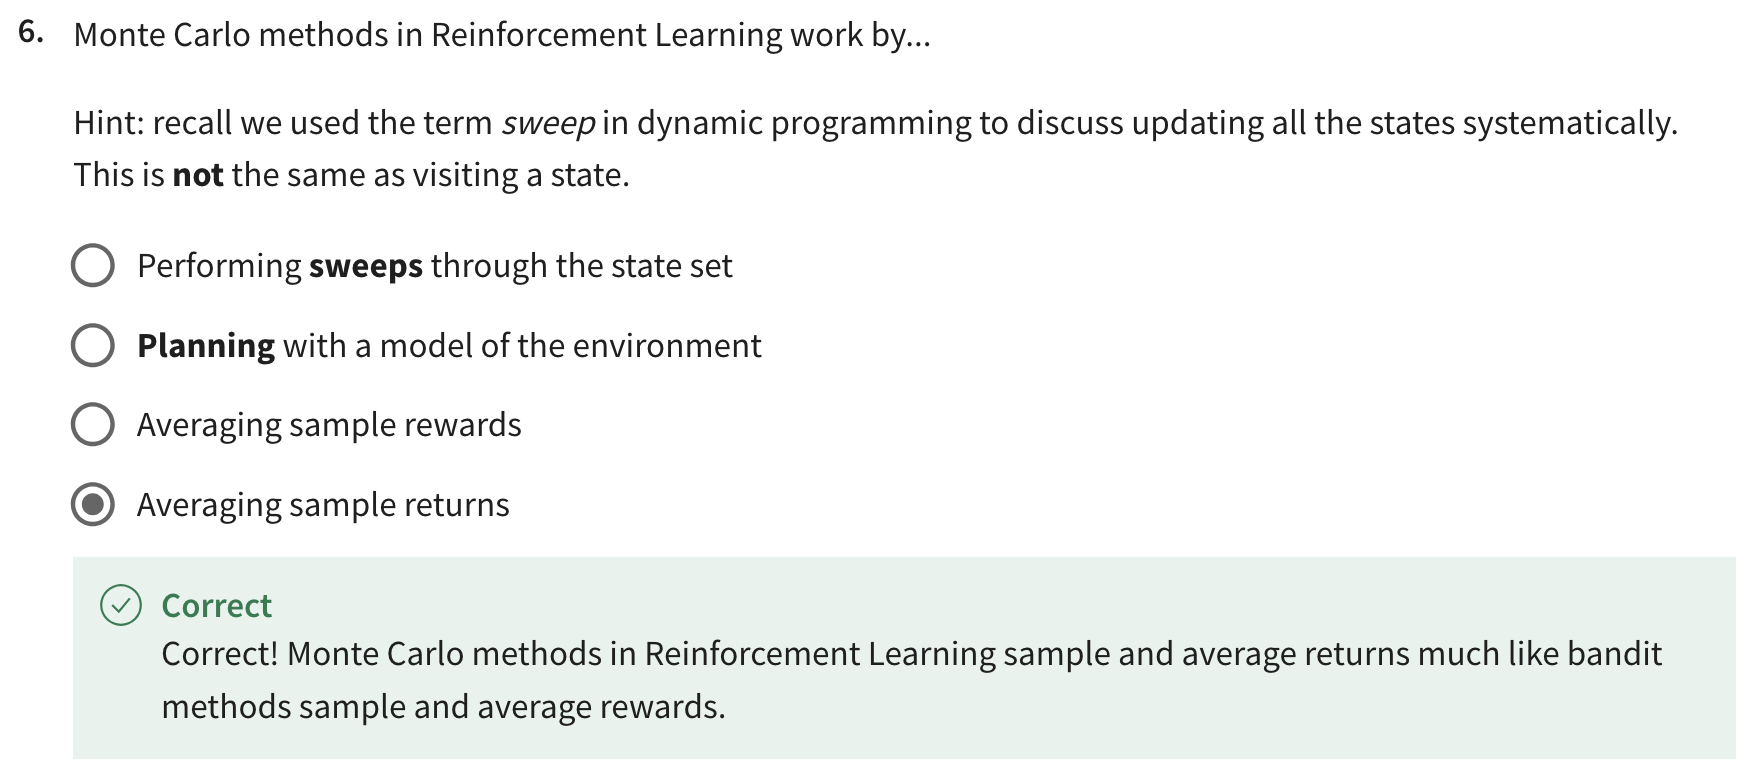 6. Monte Carlo methods in Reinforcement Learning work by...
Hint: recall we used the term sweep in dynamic programming to discuss updating all the states systematically.
This is not the same as visiting a state.
Performing sweeps through the state set
Planning with a model of the environment
Averaging sample rewards
Averaging sample returns
Correct
Correct! Monte Carlo methods in Reinforcement Learning sample and average returns much like bandit
methods sample and average rewards.